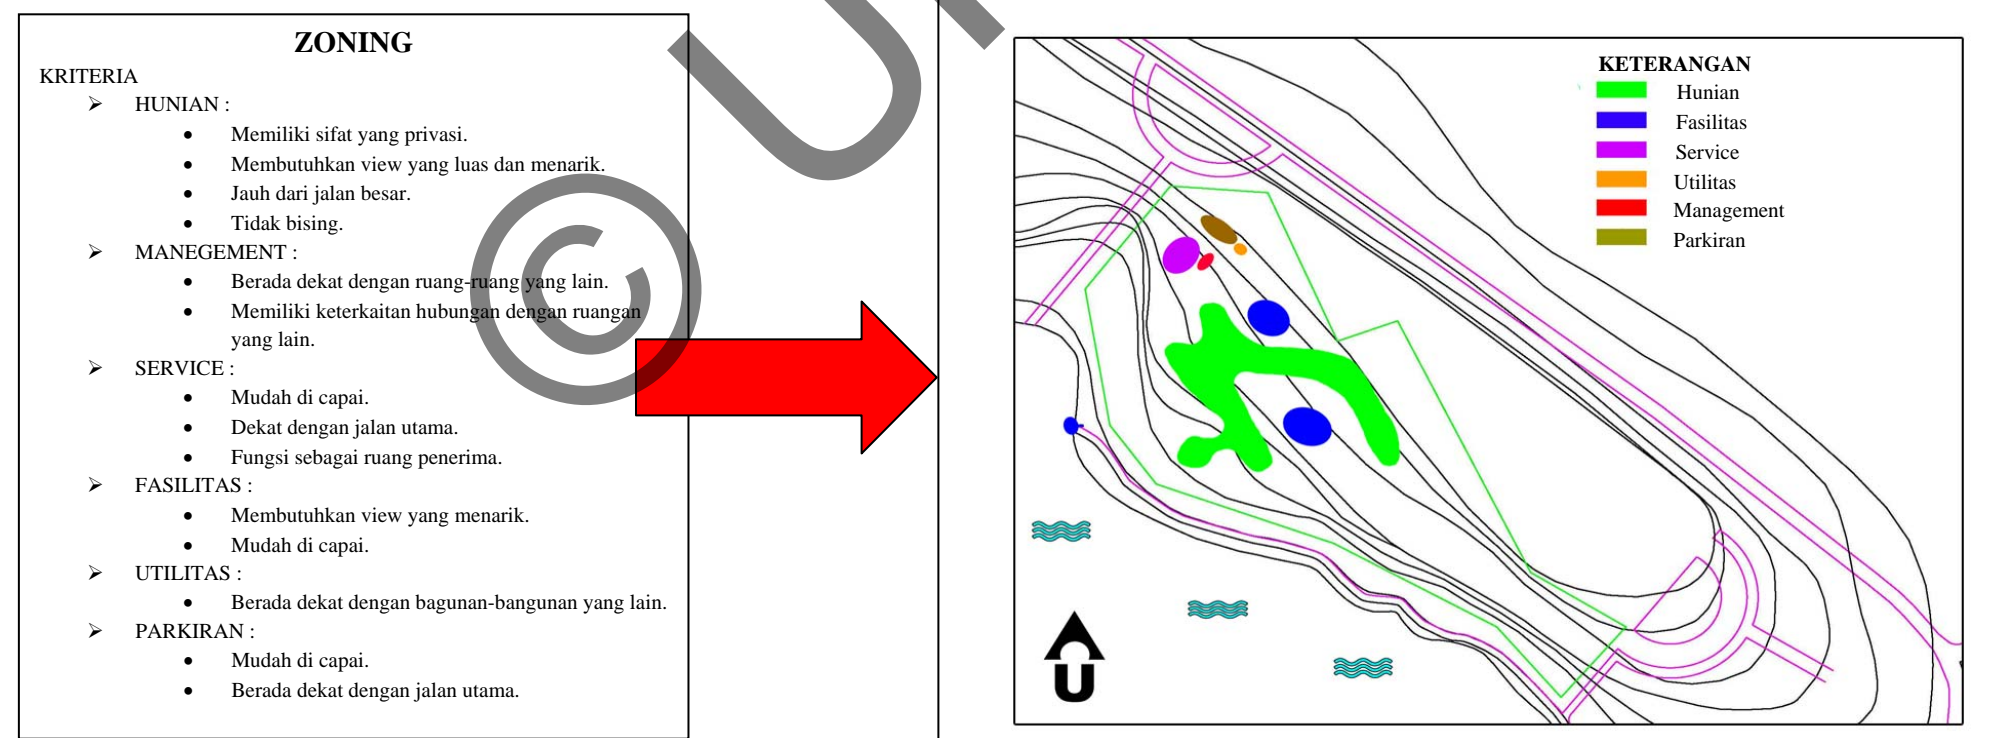 ZONING
KRITERIA
➢ HUNIAN :
• Memiliki sifat yang privasi.
• Membutuhkan view yang luas dan menarik.
• Jauh dari jalan besar.
• Tidak bising.
➢ MANEGEMENT :
• Berada dekat dengan ruang-ruang yang lain.
• Memiliki keterkaitan hubungan dengan ruangan
yang lain.
➢ SERVICE :
• Mudah di capai.
• Dekat dengan jalan utama.
• Fungsi sebagai ruang penerima.
➢ FASILITAS :
• Membutuhkan view yang menarik.
• Mudah di capai.
➢ UTILITAS :
• Berada dekat dengan bagunan-bangunan yang lain.
➢ PARKIRAN :
• Mudah di capai.
• Berada dekat dengan jalan utama.
©
KETERANGAN
Hunian
Fasilitas
Service
Utilitas
Management
Parkiran
U